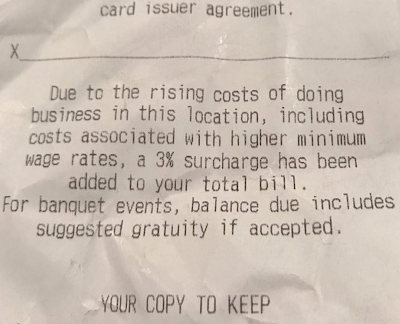 card issuer agreement.
X
Due to the rising costs of doing
business in this location, including
costs associated with higher minimum
wage rates, a 3% surcharge has been
added to your total bill.
For banquet events, balance due includes
suggested gratuity if accepted.
YOUR COPY TO KEEP